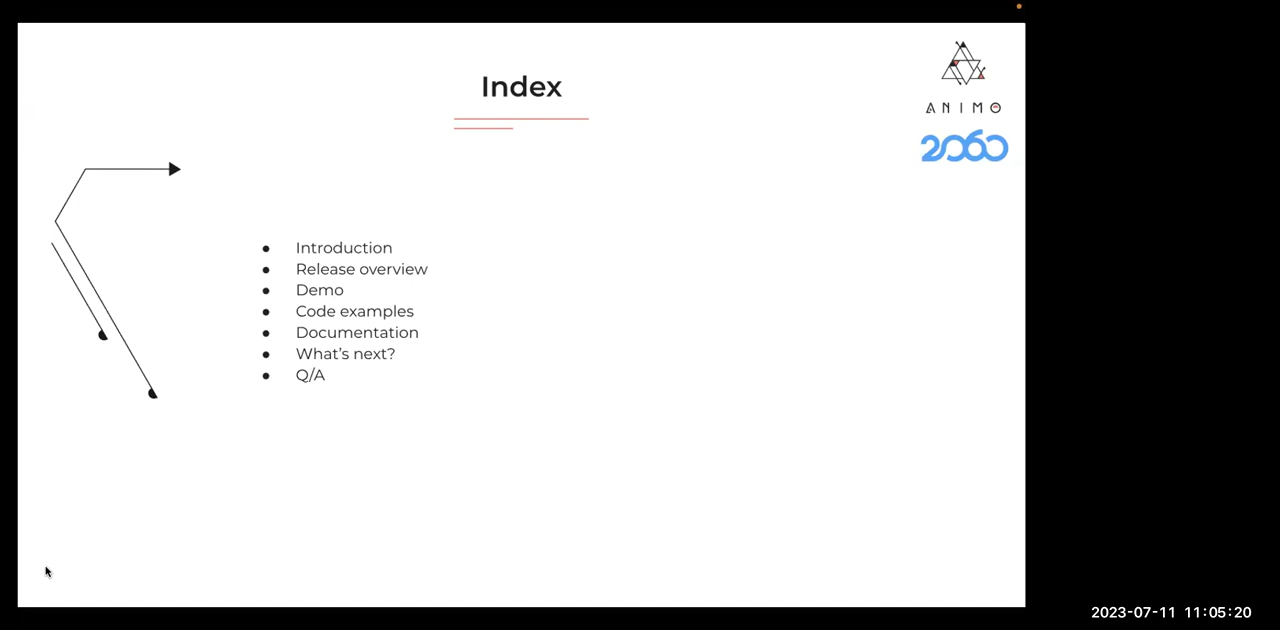 Index
ANIMO
2060
● Introduction
● Release overview
● Demo
● Code examples
● Documentation
● What's next?
● Q/A
2023-07-11 11:05:20